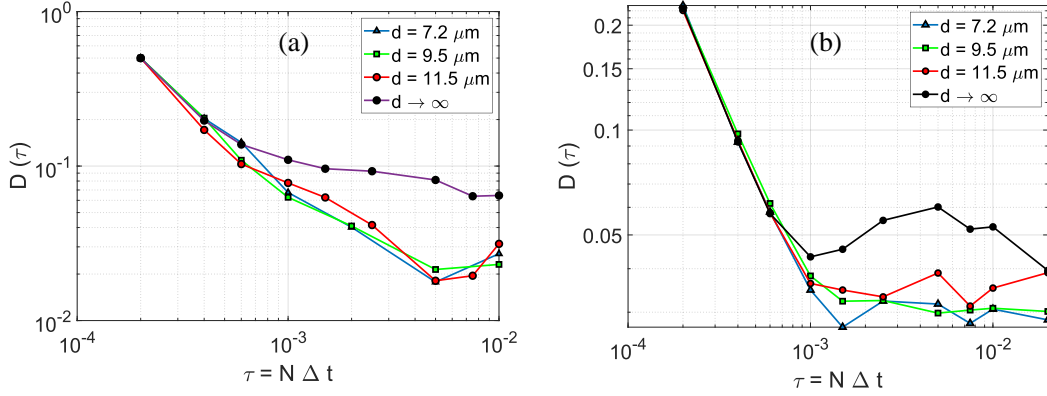 (a)
d = 7.2 μm
d = 9.5 μm
d = 11.5 μm
d → ∞
10⁰
10⁻¹
10⁻²
D (τ)
10⁻⁴
10⁻³
10⁻²
τ = N Δ t
(b)
d = 7.2 μm
d = 9.5 μm
d = 11.5 μm
d → ∞
0.2
0.15
0.1
0.05
D (τ)
10⁻⁴
10⁻³
10⁻²
τ = N Δ t